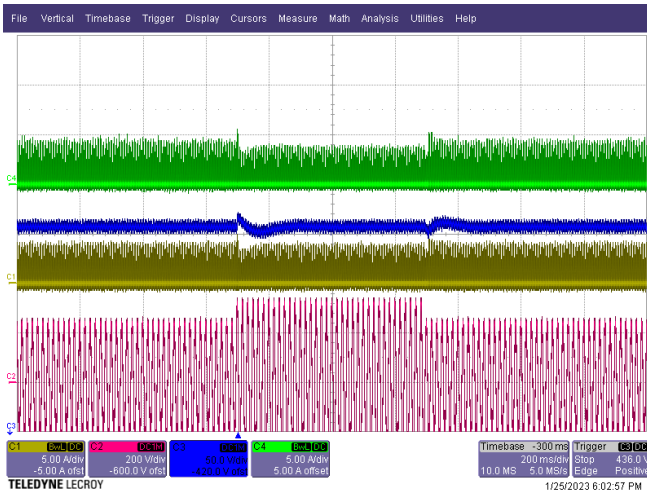 File Vertical Timebase Trigger Display Cursors Measure Math Analysis Utilities Help
C4
C1
C2
C3
C1 BwL DC C2 DC1M C3 C4 BwL DC Timebase -300 ms Trigger C3 DC
5.00 A/div 200 V/div 5.00 A/div 200 ms/div Stop 436.0 V
-5.00 A ofst -600.0 V ofst 5.00 A offset 10.0 MS 5.0 MS/s Edge Positive
TELEDYNE LECROY 1/25/2023 6:02:57 PM